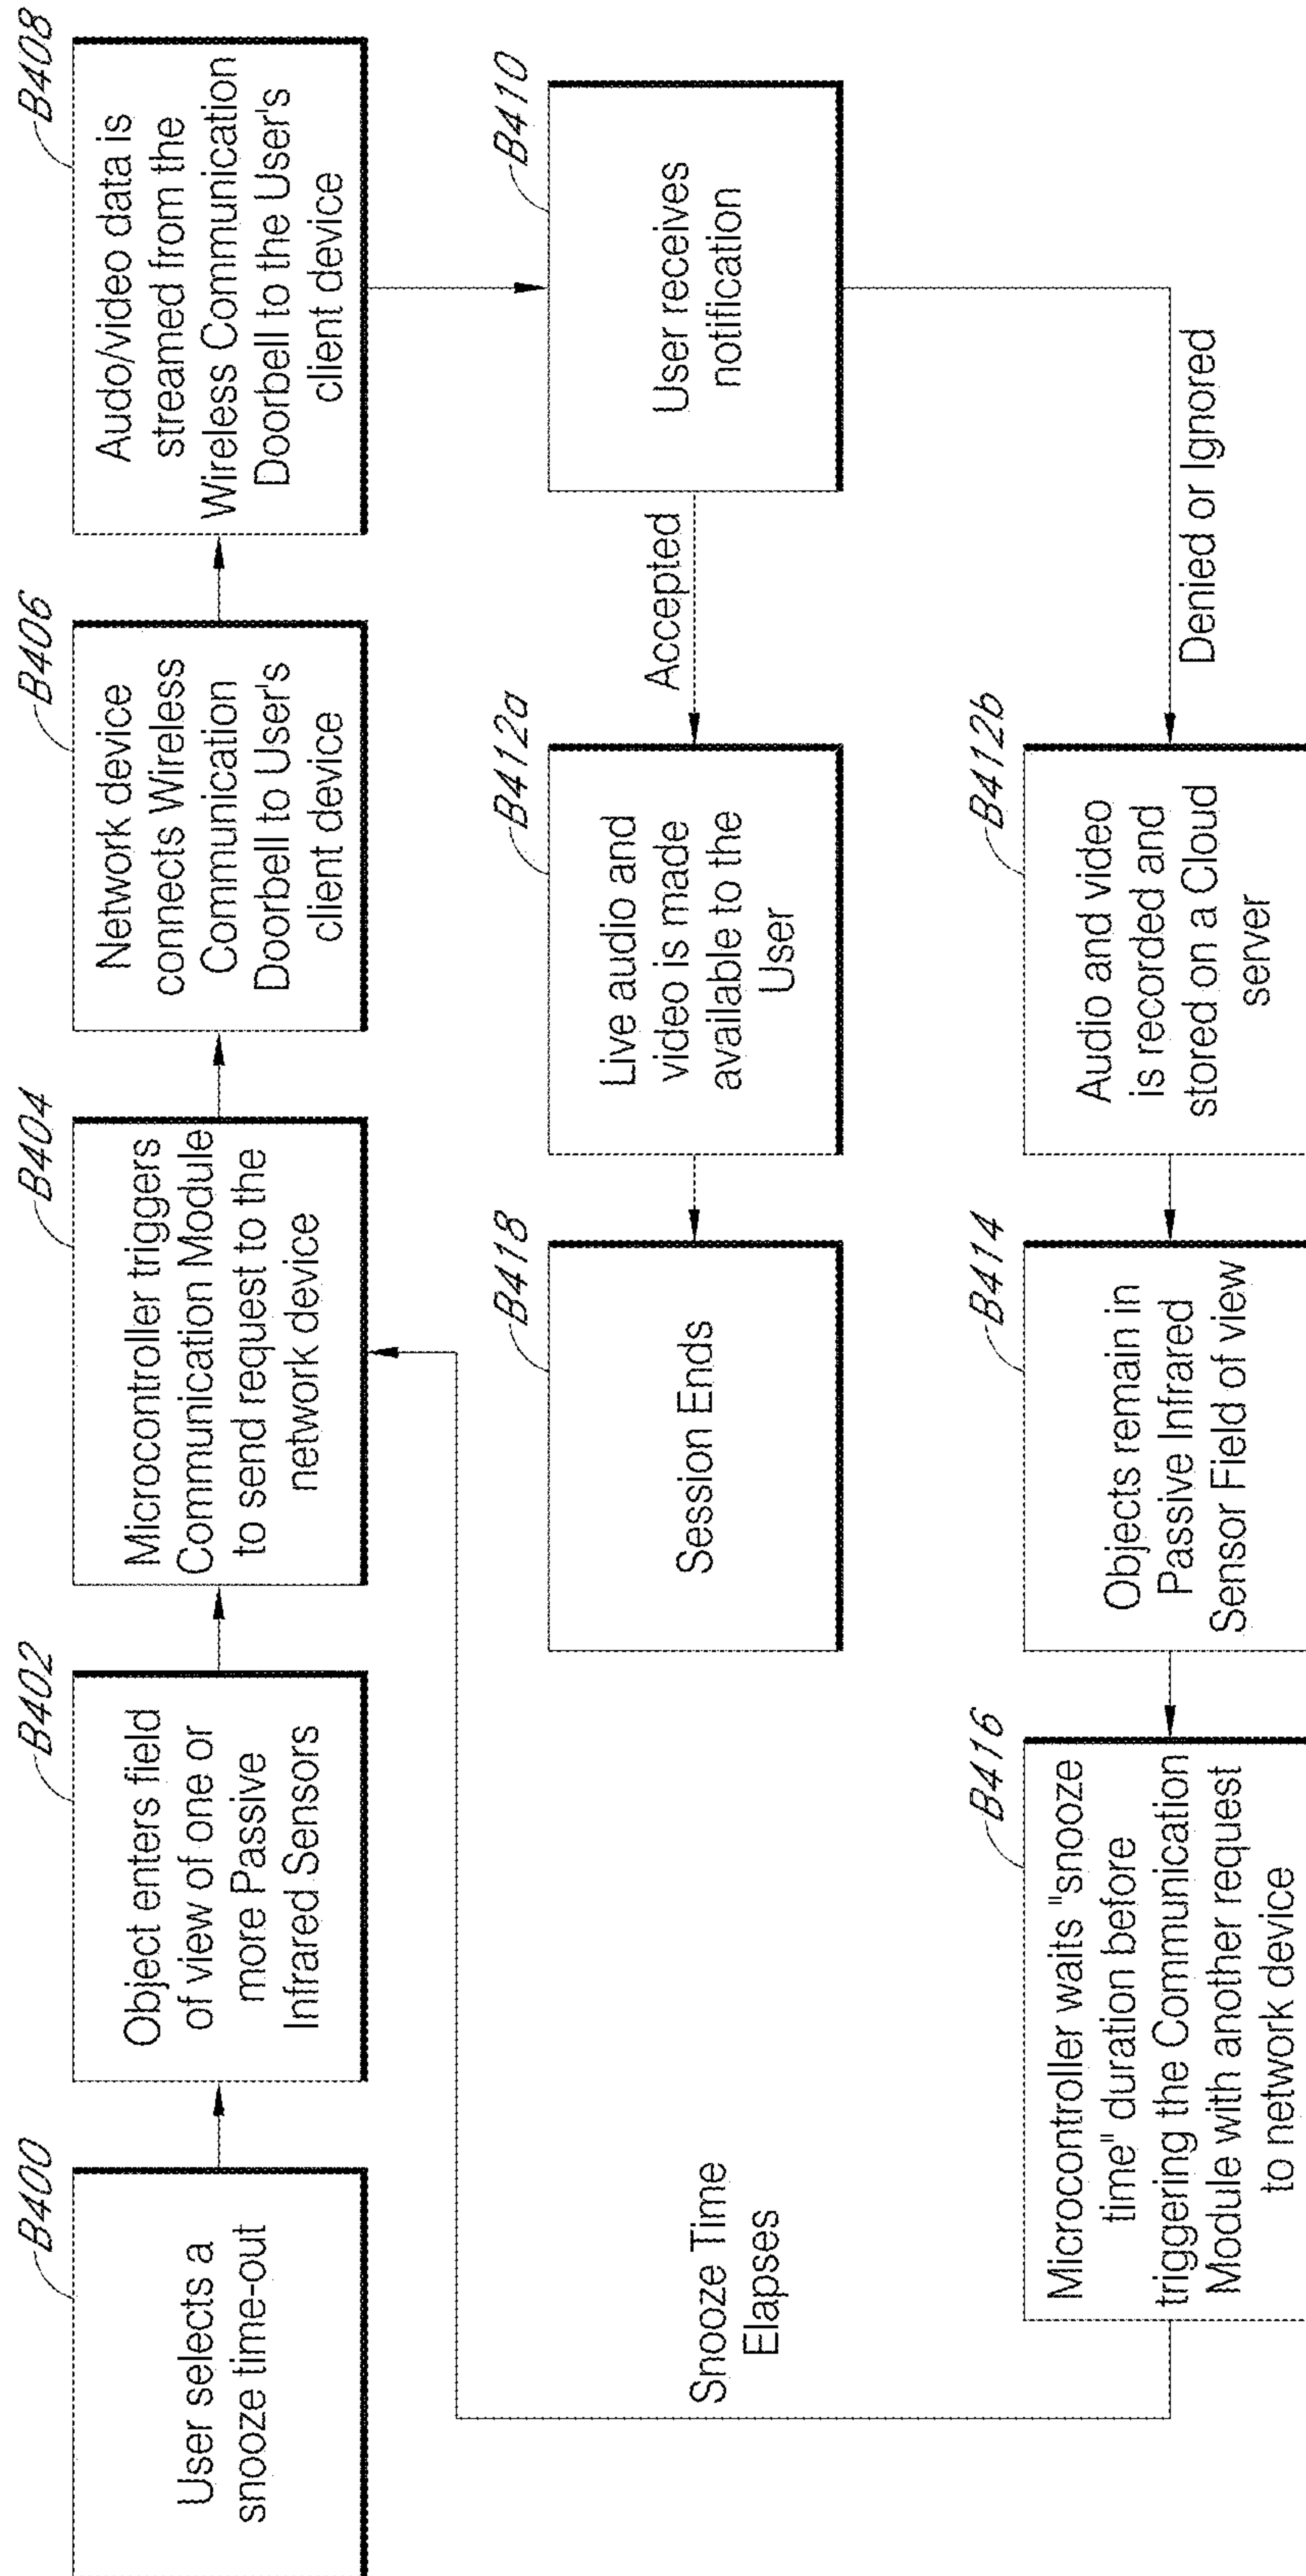 B400
User selects a
snooze time-out
B402
Object enters field
of view of one or
more Passive
Infrared Sensors
B404
Microcontroller triggers
Communication Module
to send request to the
network device
B406
Network device
connects Wireless
Communication
Doorbell to User's
client device
B408
Audo/video data is
streamed from the
Wireless Communication
Doorbell to the User's
client device
B410
User receives
notification
Accepted
B412a
Live audio and
video is made
available to the
User
B418
Session Ends
Denied or Ignored
B412b
Audio and video
is recorded and
stored on a Cloud
server
B414
Objects remain in
Passive Infrared
Sensor Field of view
B416
Microcontroller waits "snooze
time" duration before
triggering the Communication
Module with another request
to network device
Snooze Time
Elapses